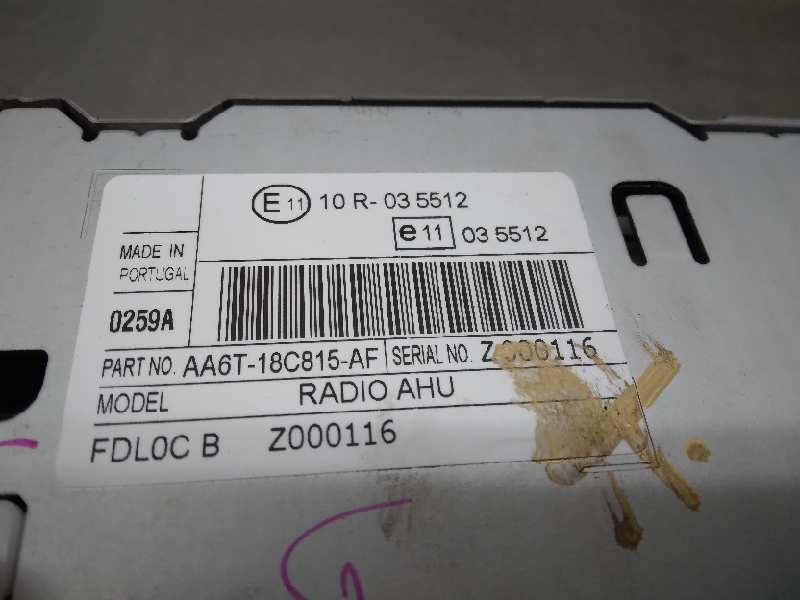 E 11 10 R- 03 5512
e 11 03 5512
MADE IN
PORTUGAL
0259A
PART NO. AA6T-18C815-AF SERIAL NO. Z000116
MODEL RADIO AHU
FDL0C B Z000116